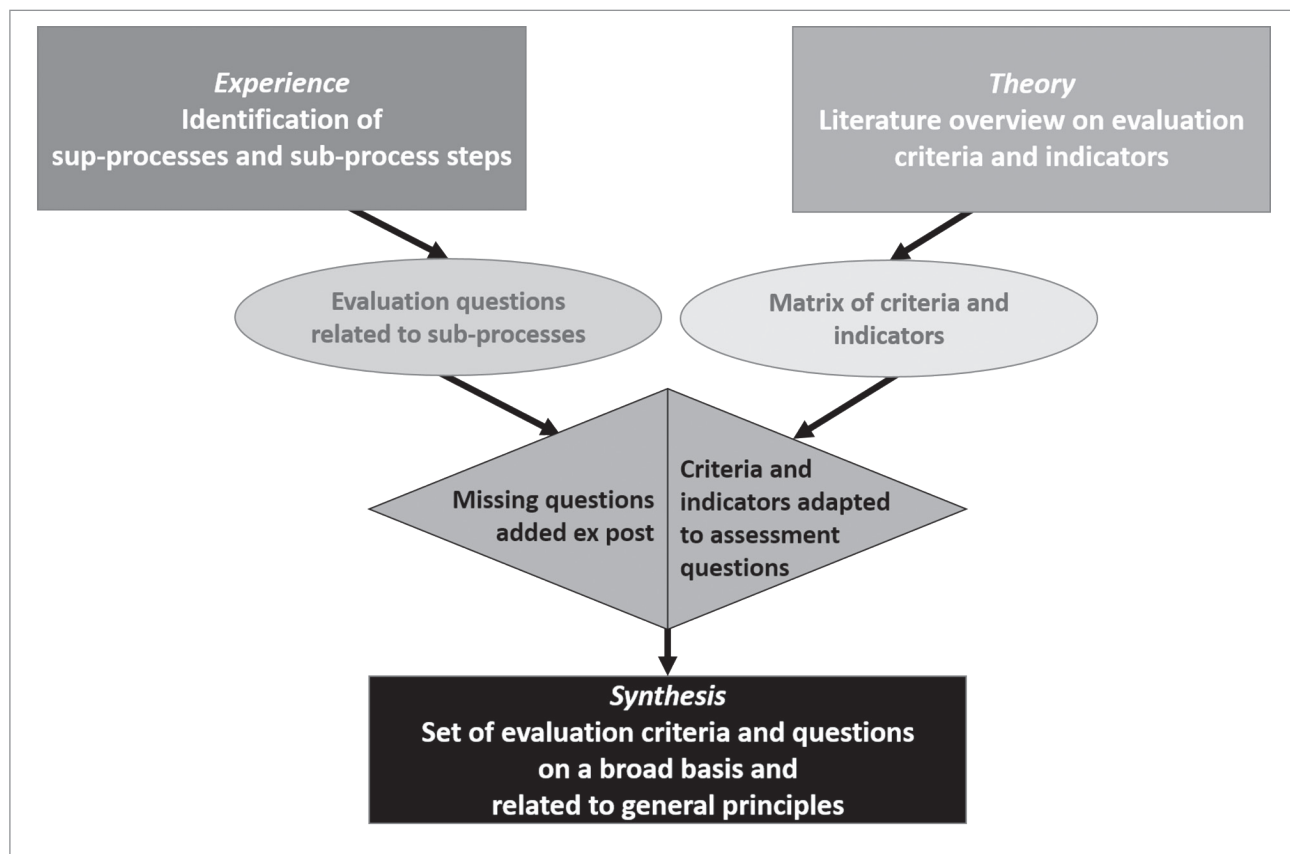 Experience
Identification of
sup-processes and sub-process steps
Theory
Literature overview on evaluation
criteria and indicators
Evaluation questions
related to sub-processes
Matrix of criteria and
indicators
Missing questions
added ex post
Criteria and
indicators adapted
to assessment
questions
Synthesis
Set of evaluation criteria and questions
on a broad basis and
related to general principles